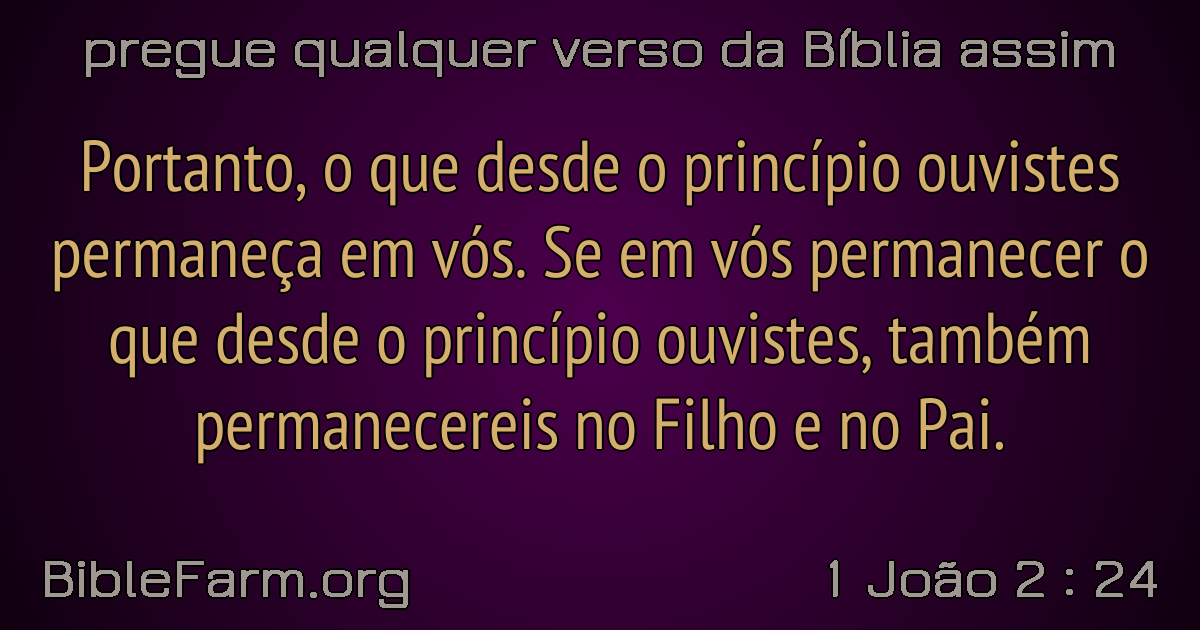 pregue qualquer verso da Bíblia assim
Portanto, o que desde o princípio ouvistes
permaneça em vós. Se em vós permanecer o
que desde o princípio ouvistes, também
permanecereis no Filho e no Pai.
BibleFarm.org
1 João 2 : 24